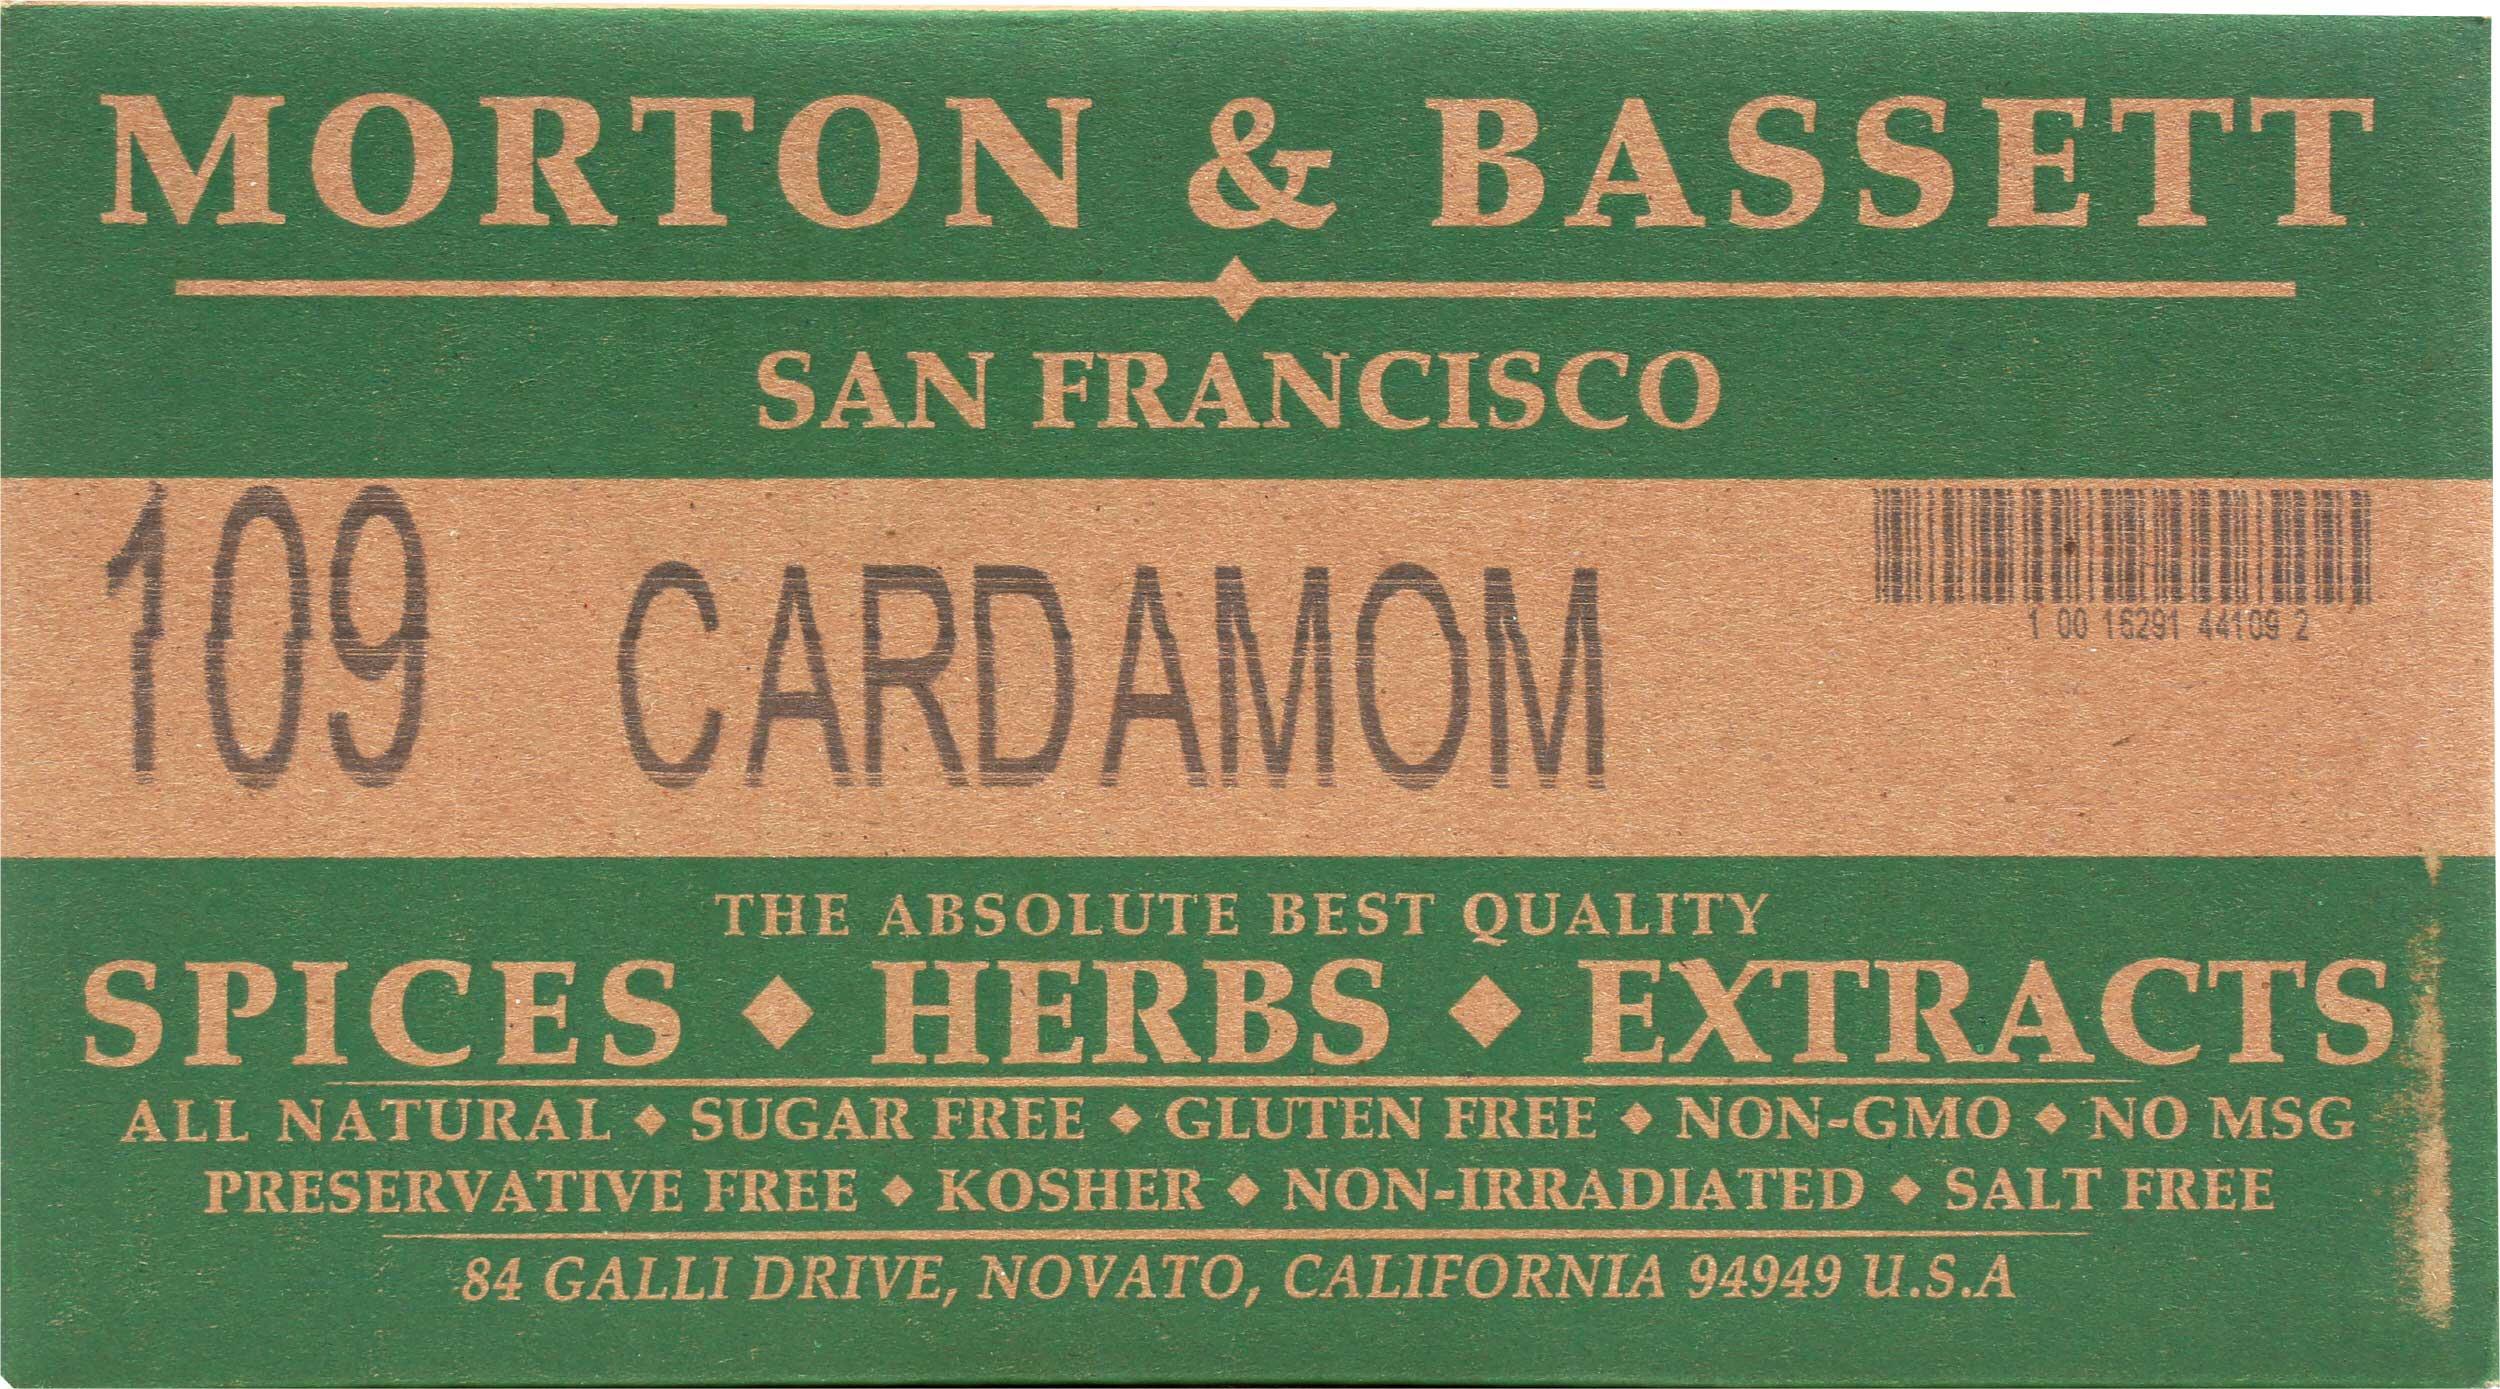 MORTON & BASSETT
SAN FRANCISCO
109 CARDAMOM
1 00 16291 44109 2
THE ABSOLUTE BEST QUALITY
SPICES ◆ HERBS ◆ EXTRACTS
ALL NATURAL ◆ SUGAR FREE ◆ GLUTEN FREE ◆ NON-GMO ◆ NO MSG
PRESERVATIVE FREE ◆ KOSHER ◆ NON-IRRADIATED ◆ SALT FREE
84 GALLI DRIVE, NOVATO, CALIFORNIA 94949 U.S.A